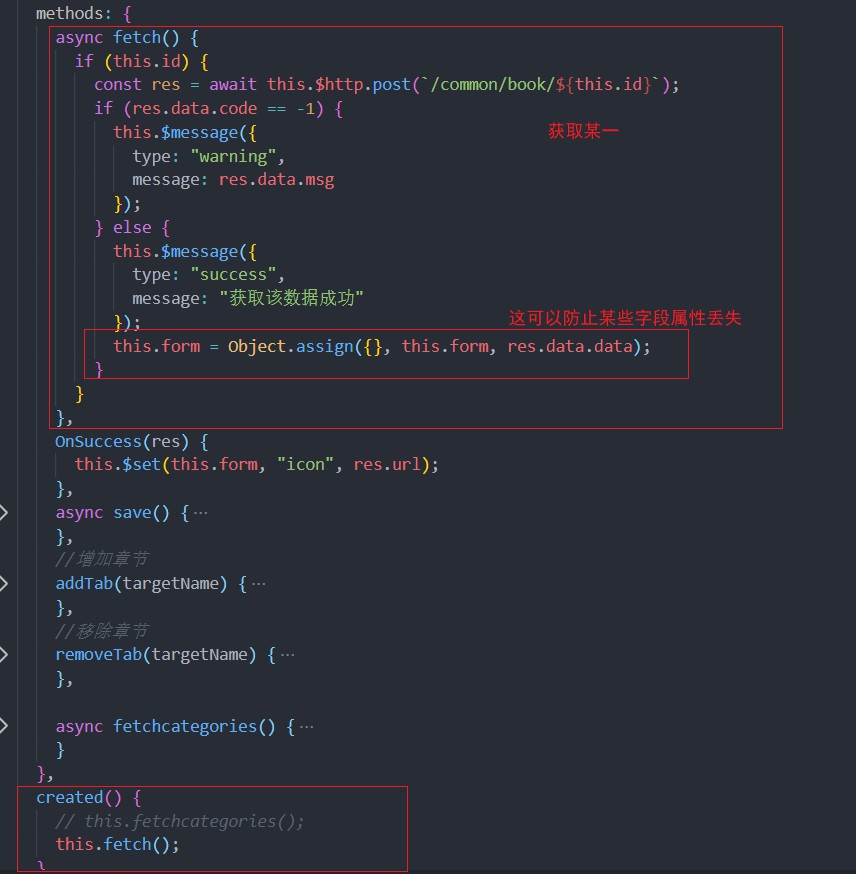 methods: {
async fetch() {
if (this.id) {
const res = await this.$http.post(`/common/book/${this.id}`);
if (res.data.code == -1) {
this.$message({
获取某一
type: "warning",
message: res.data.msg
});
} else {
this.$message({
type: "success",
message: "获取该数据成功"
});
这可以防止某些字段属性丢失
this.form = Object.assign({}, this.form, res.data.data);
}
}
},
OnSuccess(res) {
this.$set(this.form, "icon", res.url);
},
async save() {···
},
//增加章节
addTab(targetName) {···
},
//移除章节
removeTab(targetName) {···
},
async fetchcategories() {···
}
},
created() {
// this.fetchcategories();
this.fetch();
}